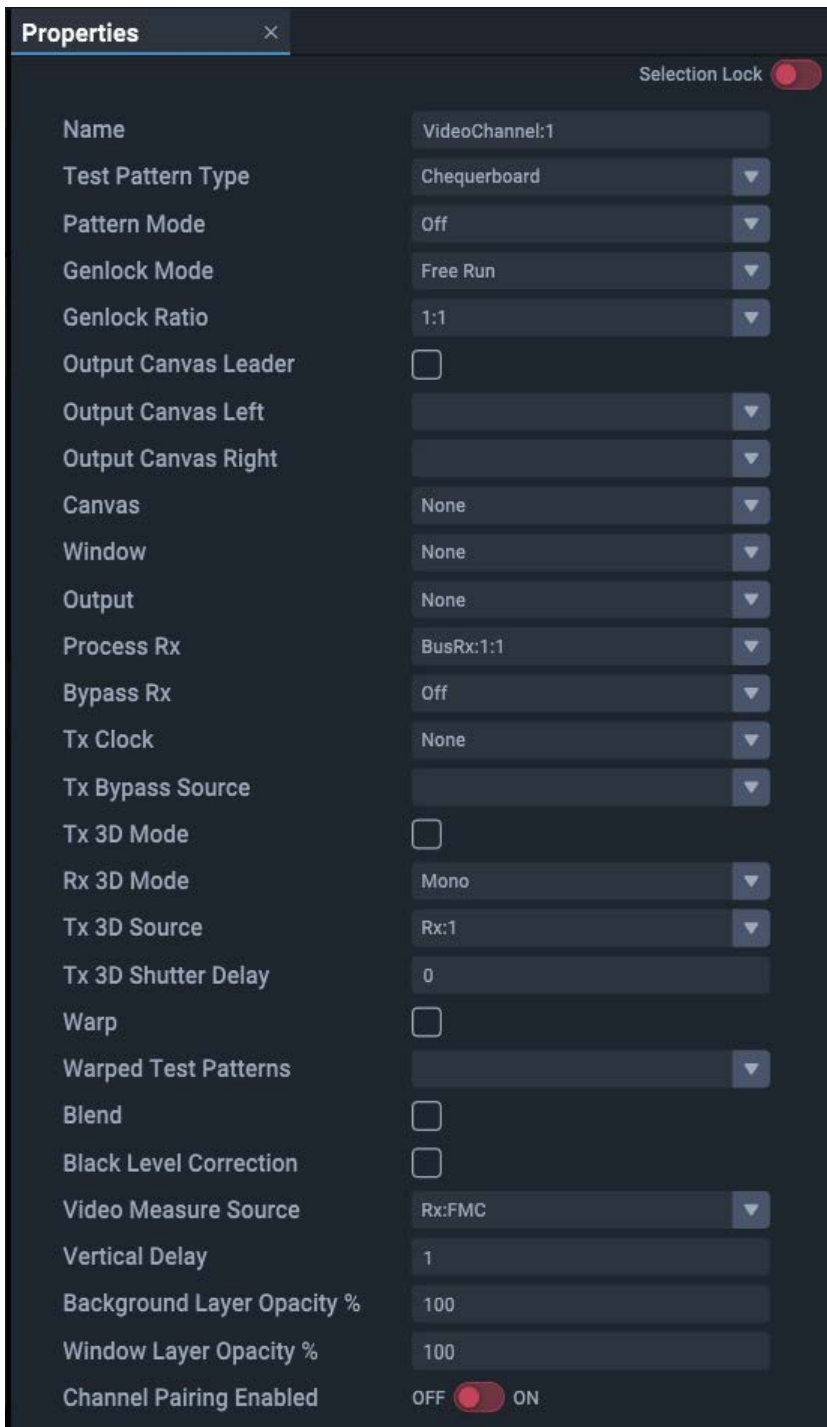 Properties ×
Selection Lock
Name VideoChannel:1
Test Pattern Type Chequerboard
Pattern Mode Off
Genlock Mode Free Run
Genlock Ratio 1:1
Output Canvas Leader
Output Canvas Left
Output Canvas Right
Canvas None
Window None
Output None
Process Rx BusRx:1:1
Bypass Rx Off
Tx Clock None
Tx Bypass Source
Tx 3D Mode
Rx 3D Mode Mono
Tx 3D Source Rx:1
Tx 3D Shutter Delay 0
Warp
Warped Test Patterns
Blend
Black Level Correction
Video Measure Source Rx:FMC
Vertical Delay 1
Background Layer Opacity % 100
Window Layer Opacity % 100
Channel Pairing Enabled OFF ON